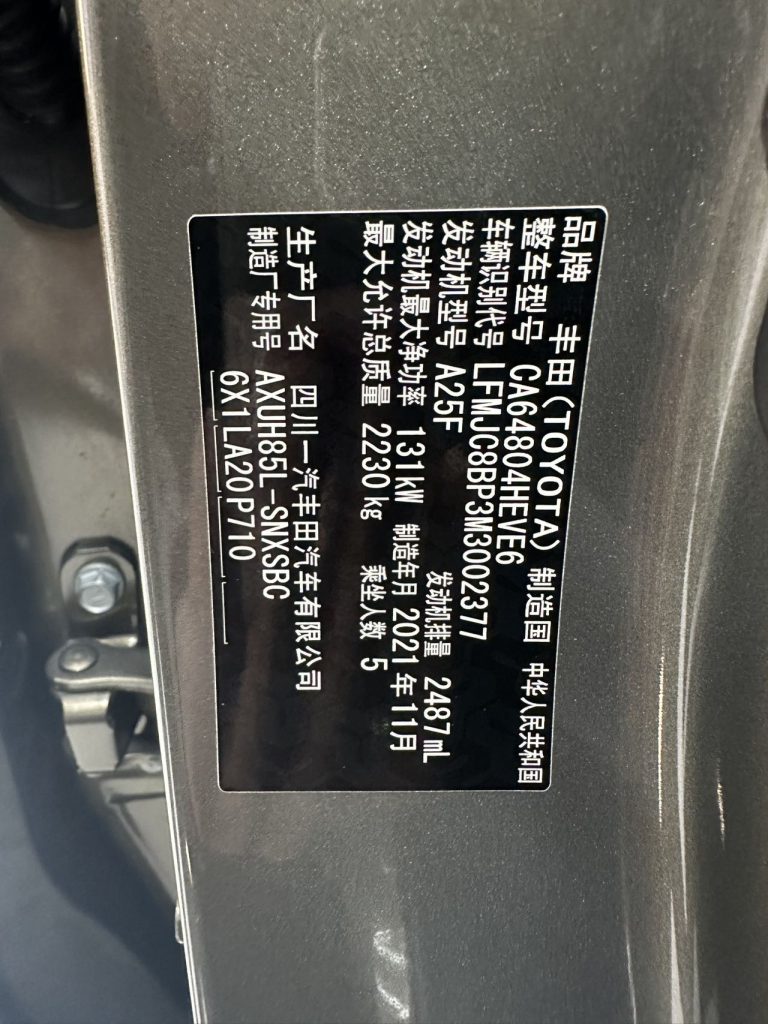 品牌 丰田(TOYOTA) 制造国 中华人民共和国
整车型号 CA64804HEVE6
车辆识别代号 LFMJC8BP3M3002377
发动机型号 A25F 发动机排量 2487mL
发动机最大净功率 131kW 制造年月 2021年11月
最大允许总质量 2230kg 乘坐人数 5
生产厂名 四川一汽丰田汽车有限公司
制造厂专用号 AXUH85L-SNXSBC
6X1LA20P710